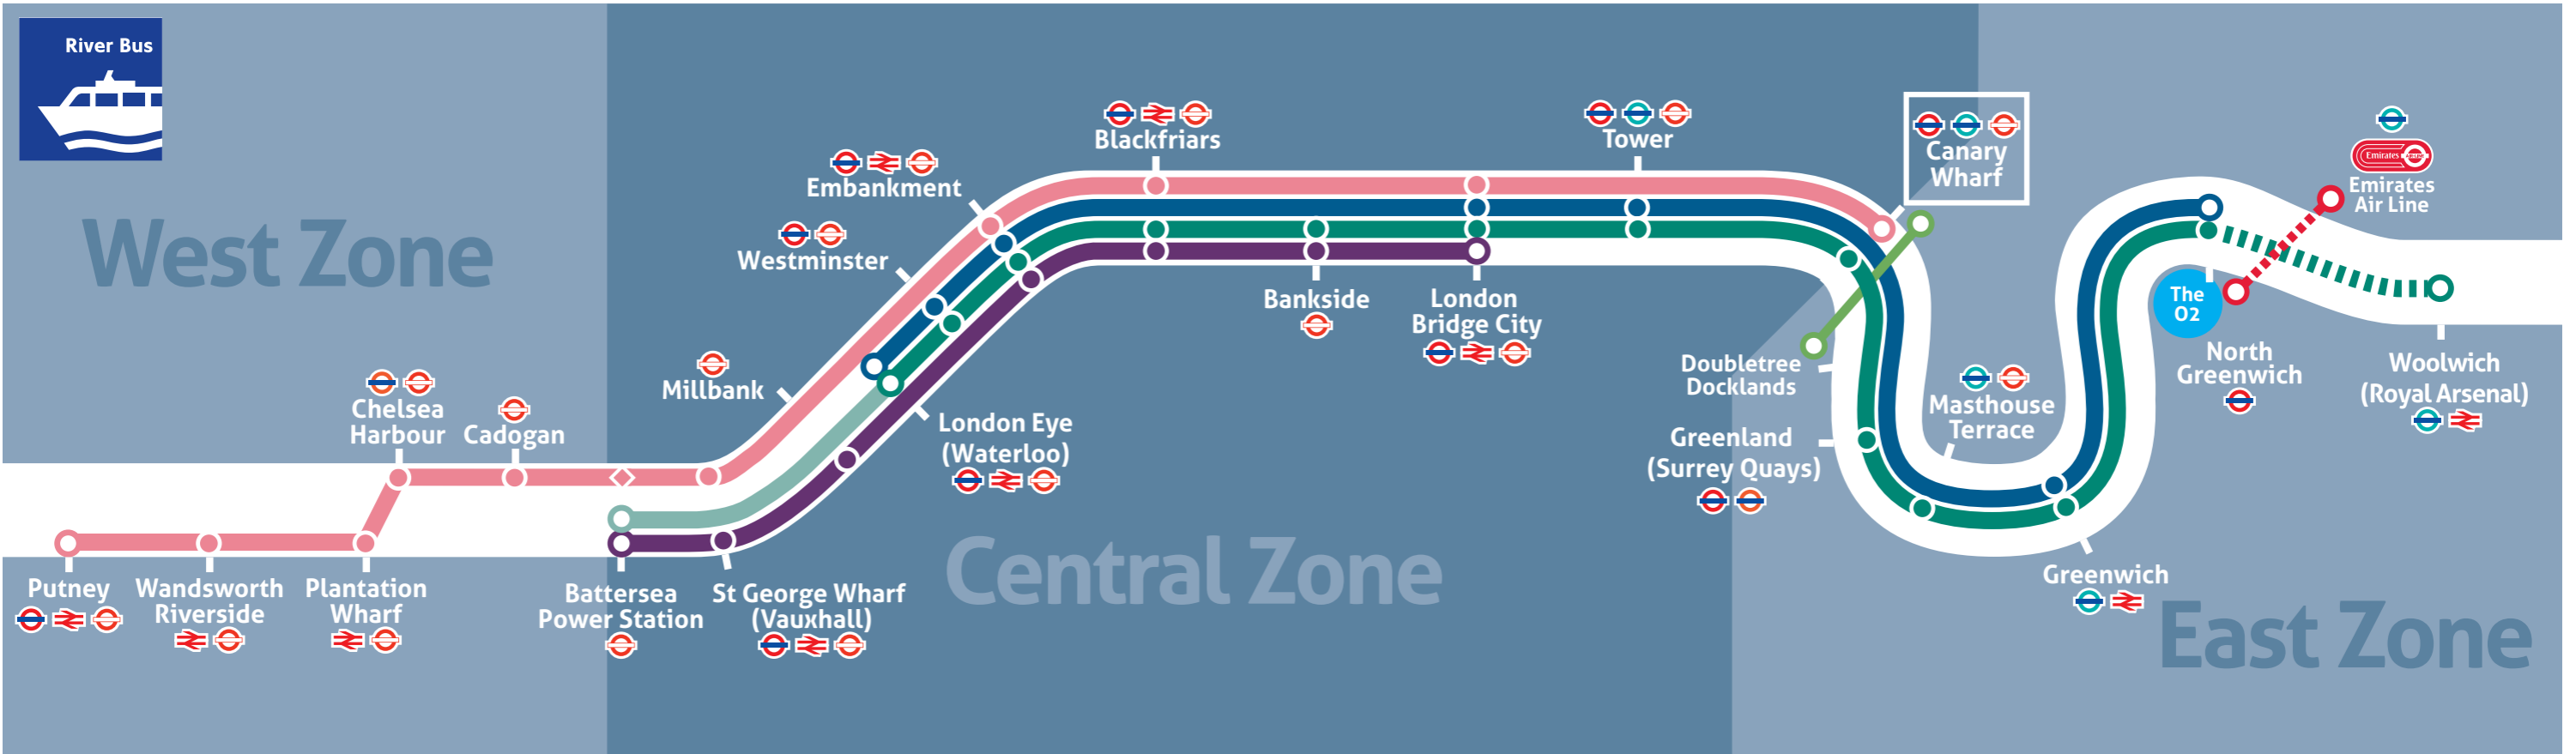 River Bus
West Zone
Central Zone
East Zone
Putney
Wandsworth
Riverside
Plantation
Wharf
Chelsea
Harbour
Cadogan
Battersea
Power Station
St George Wharf
(Vauxhall)
Millbank
Westminster
Embankment
London Eye
(Waterloo)
Blackfriars
Bankside
London
Bridge City
Tower
Canary
Wharf
Doubletree
Docklands
Greenland
(Surrey Quays)
Masthouse
Terrace
Greenwich
The
O2
North
Greenwich
Emirates
Emirates
Air Line
Woolwich
(Royal Arsenal)